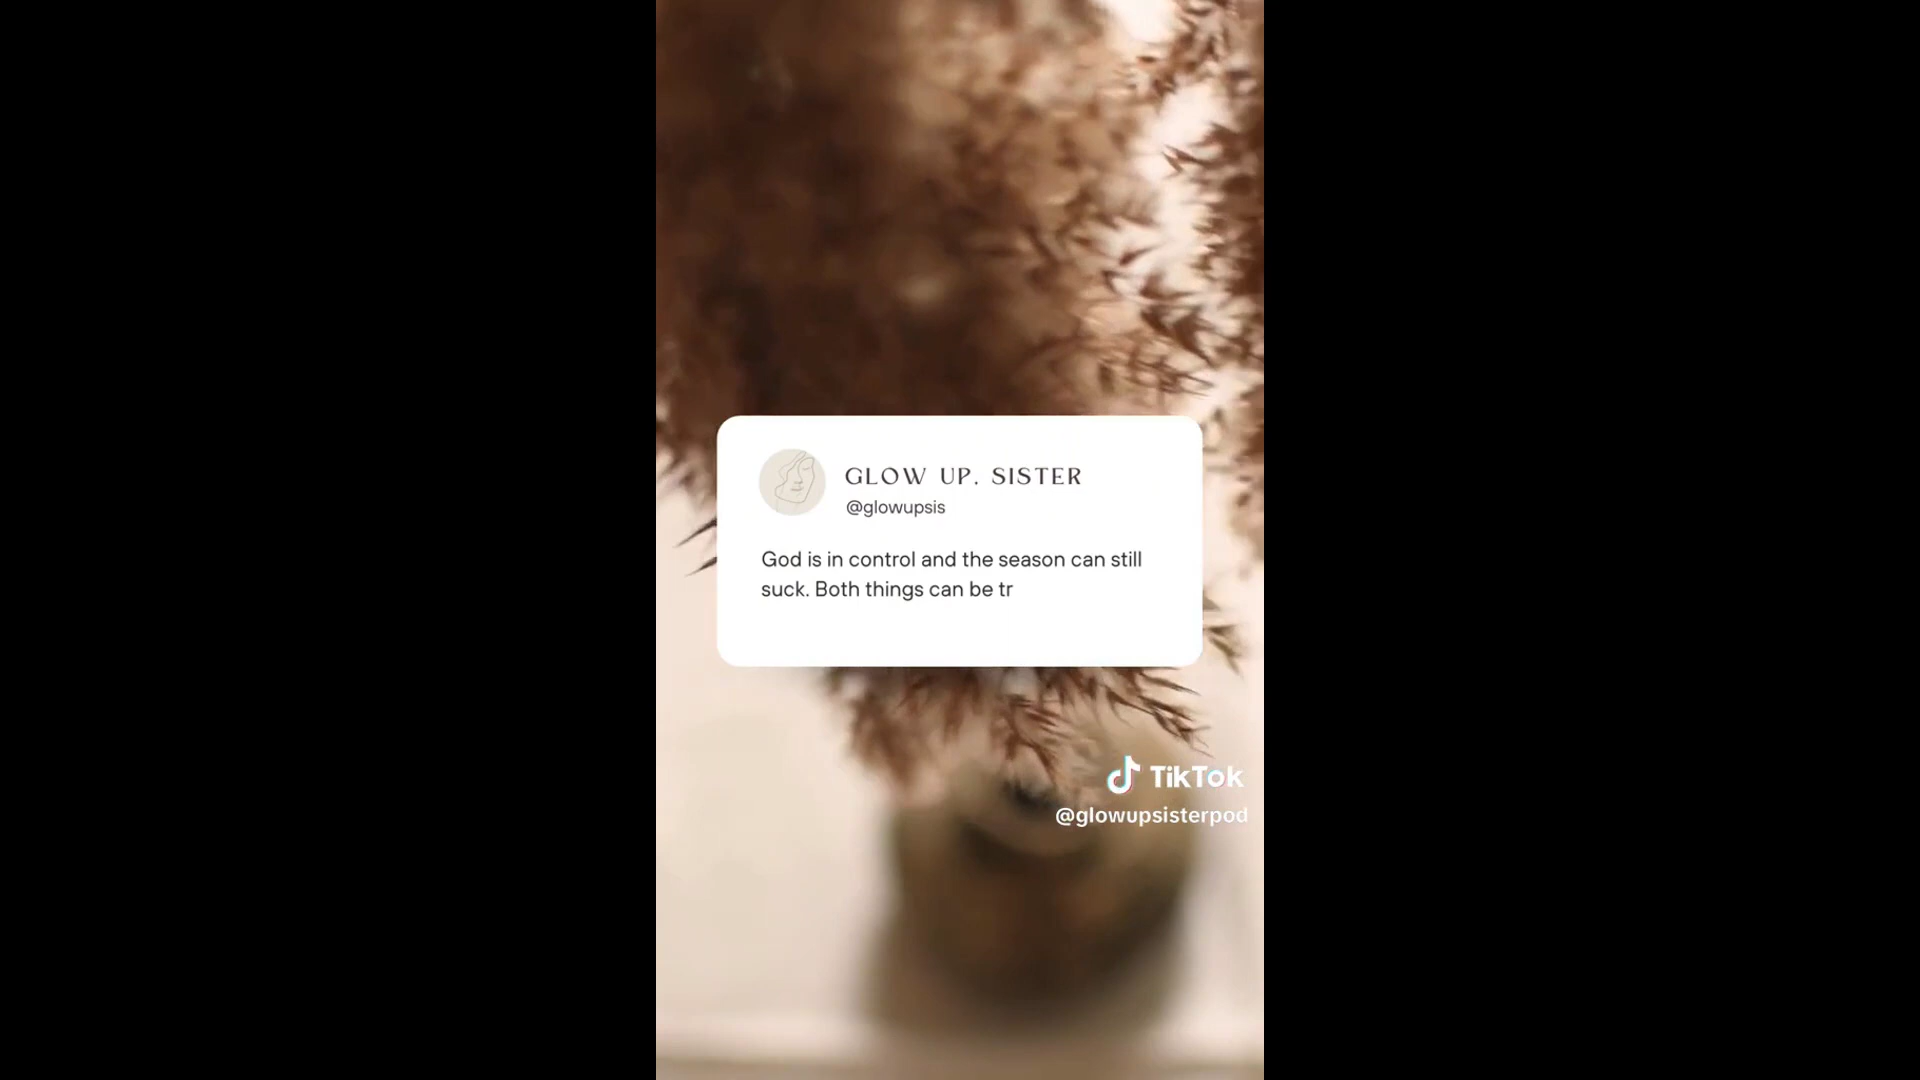 GLOW UP, SISTER
@glowupsis
God is in control and the season can still
suck. Both things can be tr
TikTok
@glowupsisterpod